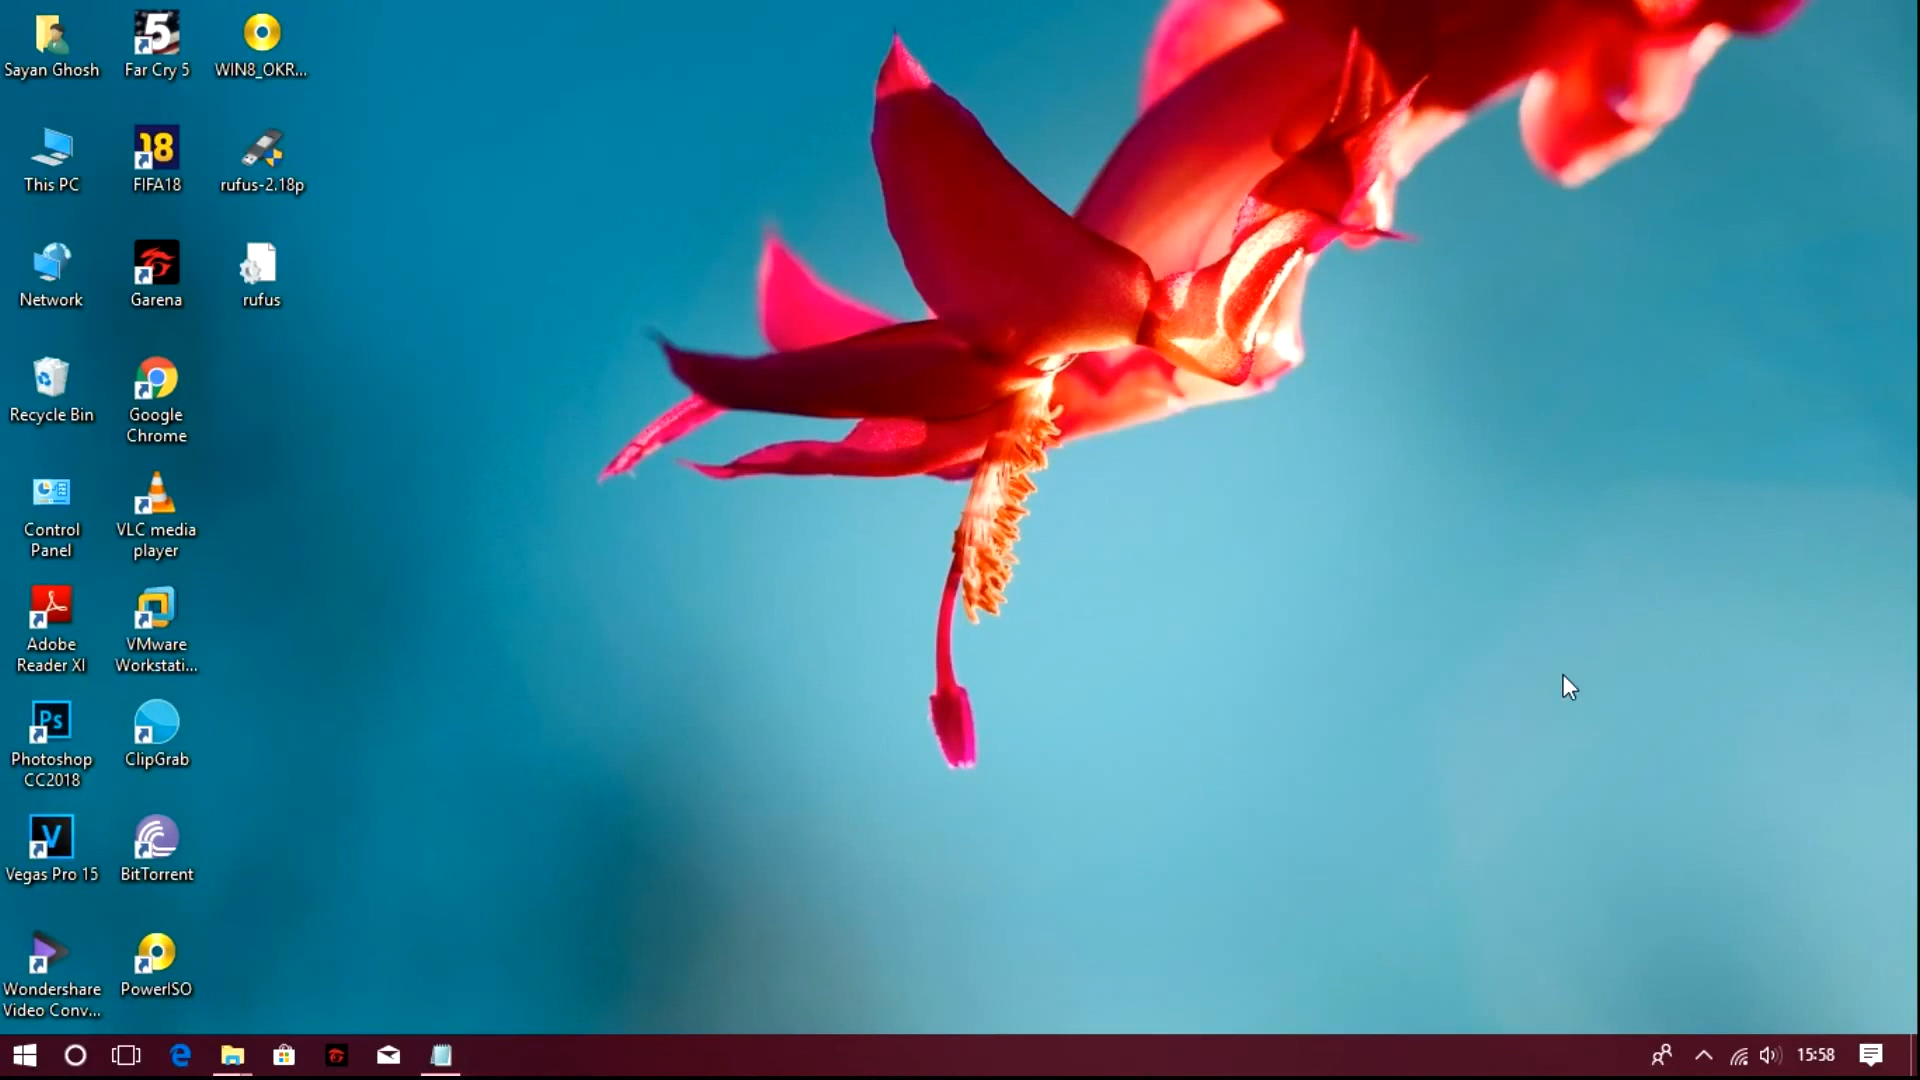 Sayan Ghosh
Far Cry 5
WIN8_OKR...
This PC
FIFA18
rufus-2.18p
Network
Garena
rufus
Recycle Bin
Google
Chrome
Control
Panel
VLC media
player
Adobe
Reader XI
VMware
Workstati...
Photoshop
CC2018
ClipGrab
Vegas Pro 15
BitTorrent
Wondershare
Video Conv...
PowerISO
15:58